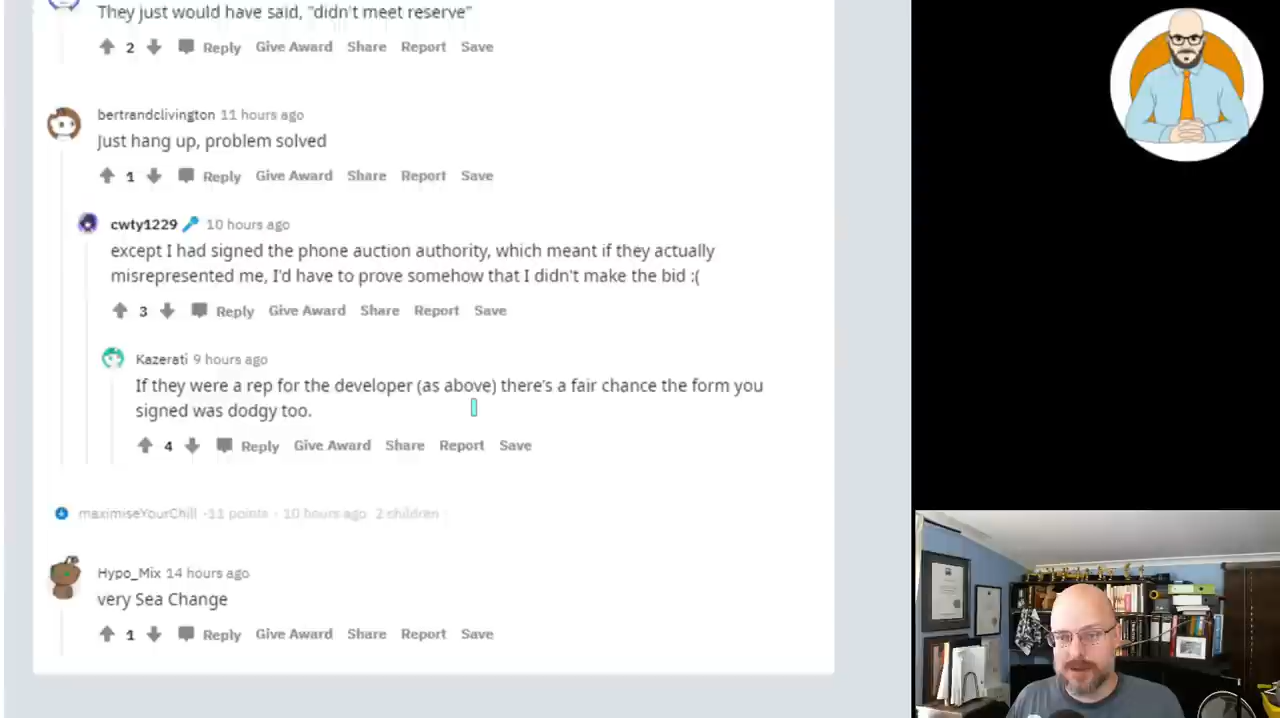 They just would have said, "didn't meet reserve"
2 Reply Give Award Share Report Save
bertrandclivington 11 hours ago
Just hang up, problem solved
1 Reply Give Award Share Report Save
cwty1229 10 hours ago
except I had signed the phone auction authority, which meant if they actually
misrepresented me, I'd have to prove somehow that I didn't make the bid :(
3 Reply Give Award Share Report Save
Kazerati 9 hours ago
If they were a rep for the developer (as above) there's a fair chance the form you
signed was dodgy too.
4 Reply Give Award Share Report Save
maximiseYourChill -11 points · 10 hours ago · 2 children
Hypo_Mix 14 hours ago
very Sea Change
1 Reply Give Award Share Report Save